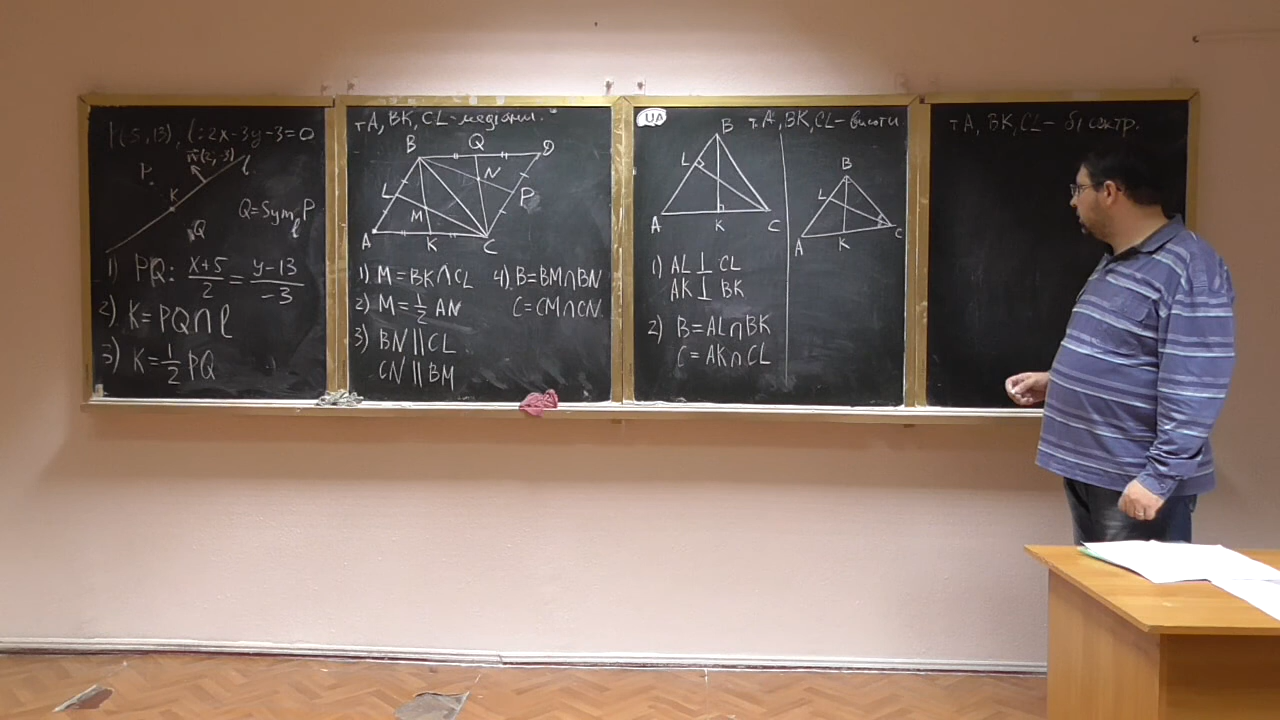 P(-5,13), l: 2x-3y-3=0
n(2,-3)
l
P
K
Q
Q=Sym_l P
1) PQ: (x+5)/2 = (y-13)/-3
2) K=PQ∩l
3) K=1/2 PQ
т A, BK, CL-медіани.
B Q D
L N P
M
A K C
1) M=BK∩CL
2) M=1/2 AN
3) BN∥CL
CN∥BM
4) B=BM∩BN
C=CM∩CN
UA
т. A, BK, CL-висоти.
B
L
A K C
B
L
A K C
1) AL⊥CL
AK⊥BK
2) B=AL∩BK
C=AK∩CL
т A, BK, CL- бісектр.